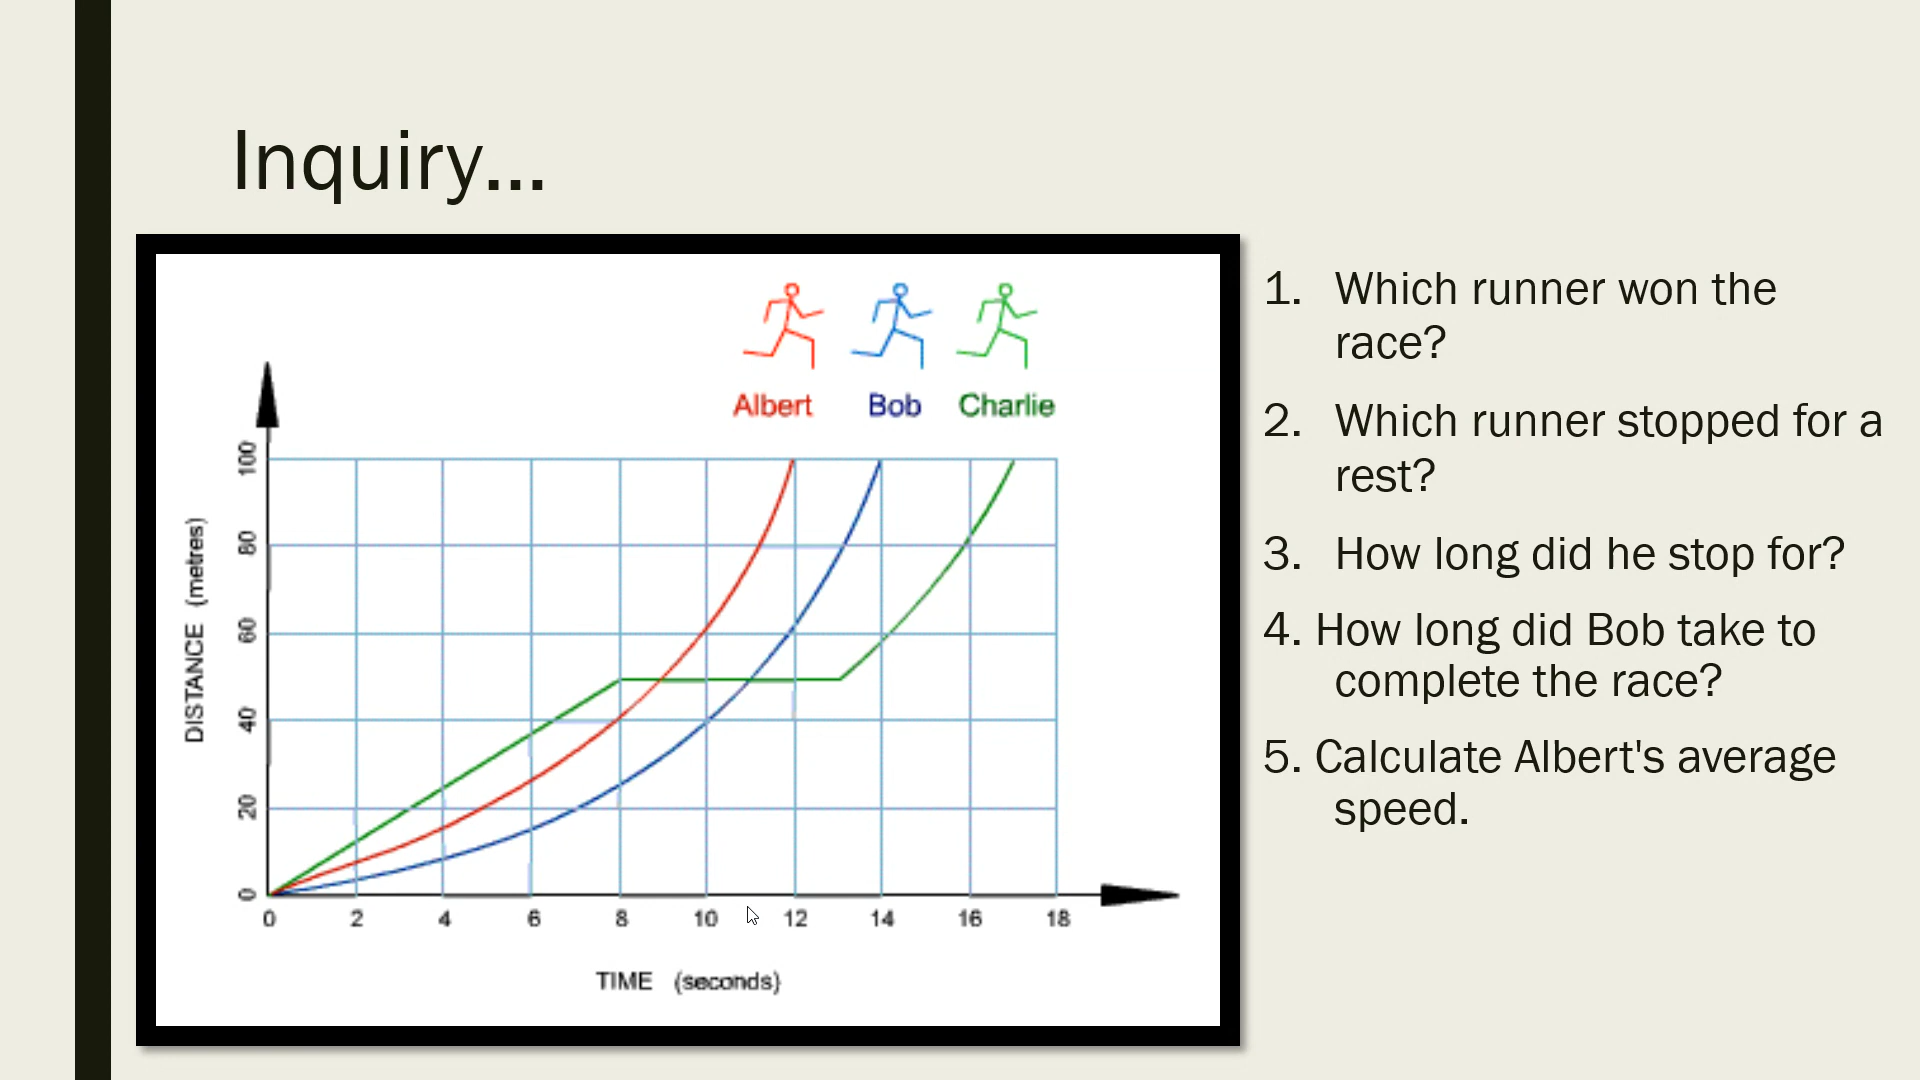 Inquiry...
Albert Bob Charlie
DISTANCE (metres)
100
80
60
40
20
0
0 2 4 6 8 10 12 14 16 18
TIME (seconds)
1. Which runner won the
race?
2. Which runner stopped for a
rest?
3. How long did he stop for?
4. How long did Bob take to
complete the race?
5. Calculate Albert's average
speed.